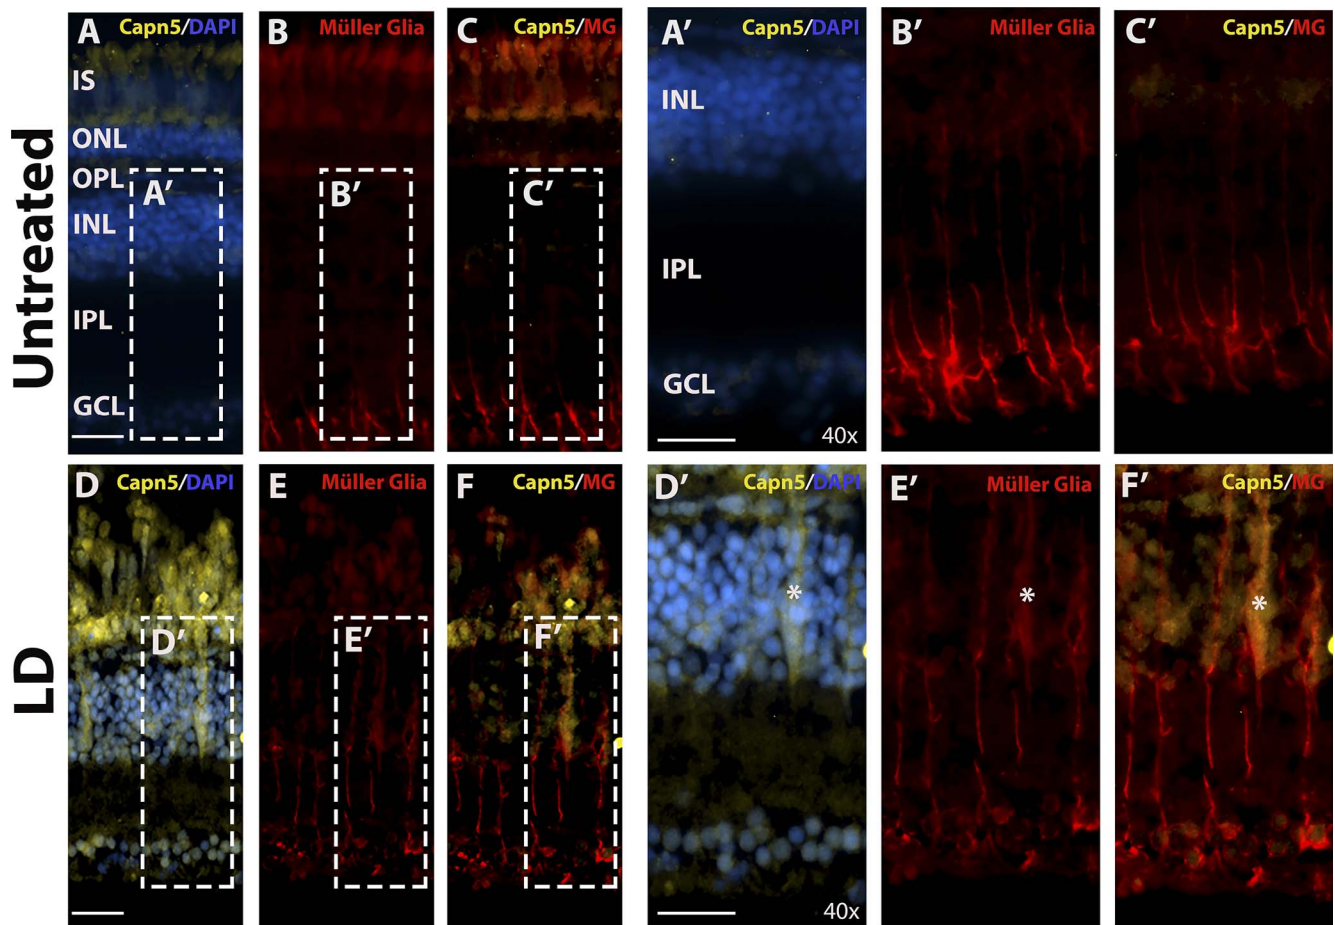 Untreated
A Capn5/DAPI
IS
ONL
OPL
A′
INL
IPL
GCL
B Müller Glia
B′
C Capn5/MG
C′
A′ Capn5/DAPI
INL
IPL
GCL
40x
B′ Müller Glia
C′ Capn5/MG
LD
D Capn5/DAPI
D′
E Müller Glia
E′
F Capn5/MG
F′
D′ Capn5/DAPI
*
40x
E′ Müller Glia
*
F′ Capn5/MG
*